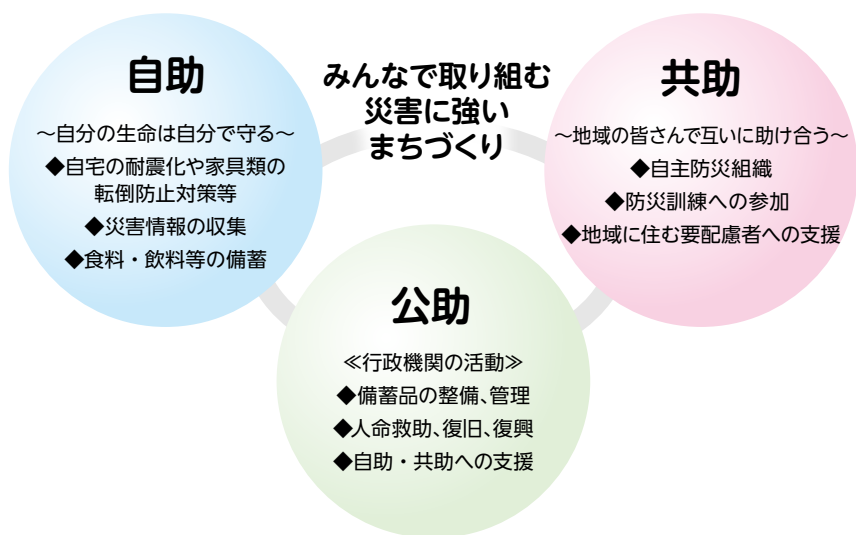 みんなで取り組む
災害に強い
まちづくり
自助
～自分の生命は自分で守る～
◆自宅の耐震化や家具類の
転倒防止対策等
◆災害情報の収集
◆食料・飲料等の備蓄
共助
～地域の皆さんで互いに助け合う～
◆自主防災組織
◆防災訓練への参加
◆地域に住む要配慮者への支援
公助
≪行政機関の活動≫
◆備蓄品の整備、管理
◆人命救助、復旧、復興
◆自助・共助への支援